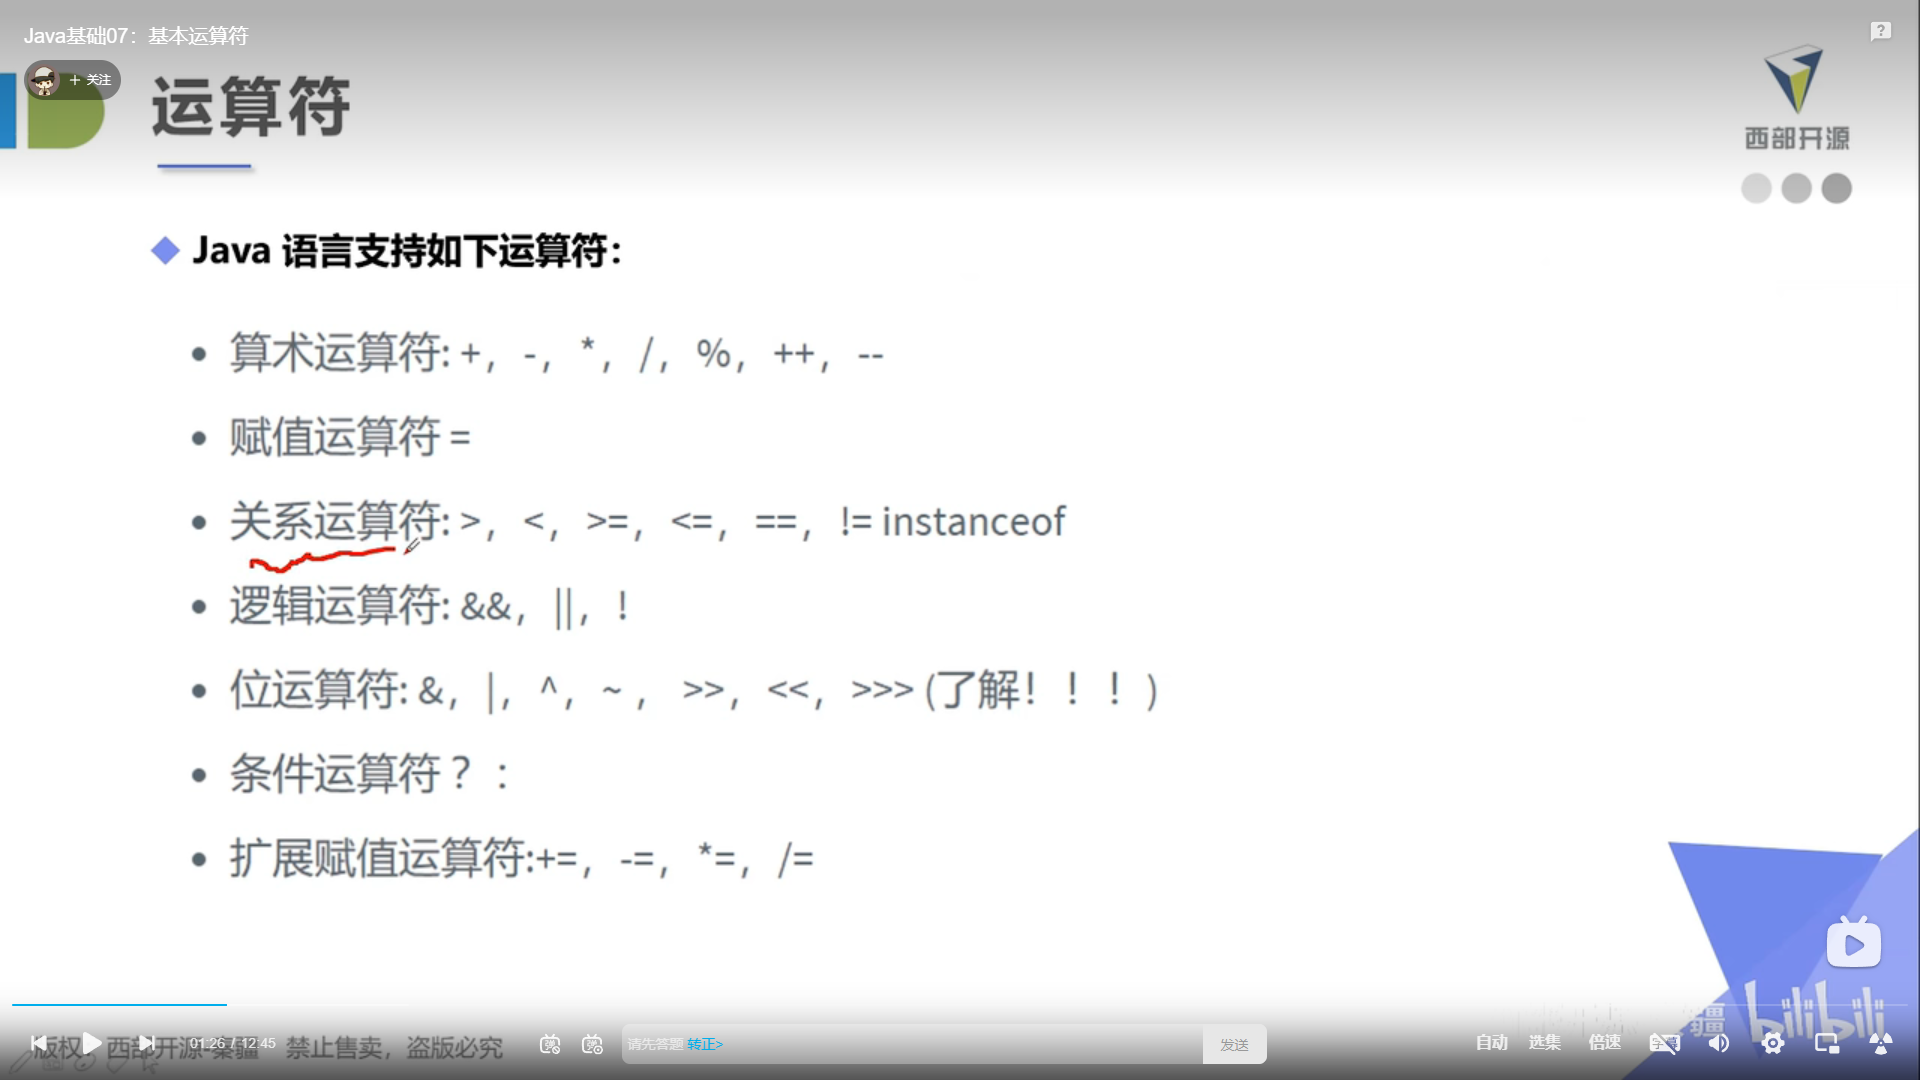 Java基础07：基本运算符
+ 关注
运算符
西部开源
Java 语言支持如下运算符：
算术运算符: +，-，*，/，%，++，--
赋值运算符 =
关系运算符: >，<，>=，<=，==，!= instanceof
逻辑运算符: &&，||，!
位运算符: &，|，^，~ ， >>，<<，>>> (了解！！！)
条件运算符？：
扩展赋值运算符:+=，-=，*=，/=
bilibili
版权 西部开源-秦疆 禁止售卖，盗版必究
01:26 / 12:45
请先答题 转正>
发送
自动 选集 倍速 字幕